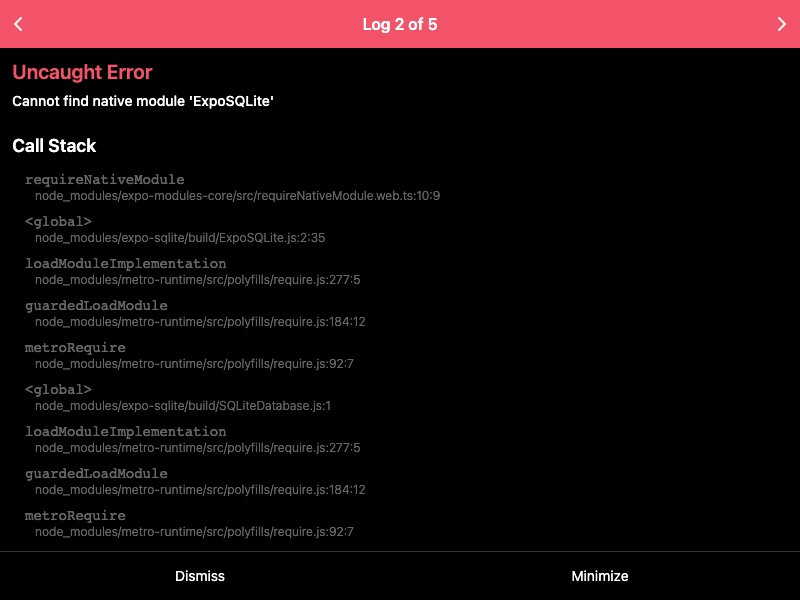 Log 2 of 5
Uncaught Error
Cannot find native module 'ExpoSQLite'
Call Stack
requireNativeModule
node_modules/expo-modules-core/src/requireNativeModule.web.ts:10:9
<global>
node_modules/expo-sqlite/build/ExpoSQLite.js:2:35
loadModuleImplementation
node_modules/metro-runtime/src/polyfills/require.js:277:5
guardedLoadModule
node_modules/metro-runtime/src/polyfills/require.js:184:12
metroRequire
node_modules/metro-runtime/src/polyfills/require.js:92:7
<global>
node_modules/expo-sqlite/build/SQLiteDatabase.js:1
loadModuleImplementation
node_modules/metro-runtime/src/polyfills/require.js:277:5
guardedLoadModule
node_modules/metro-runtime/src/polyfills/require.js:184:12
metroRequire
node_modules/metro-runtime/src/polyfills/require.js:92:7
Dismiss
Minimize